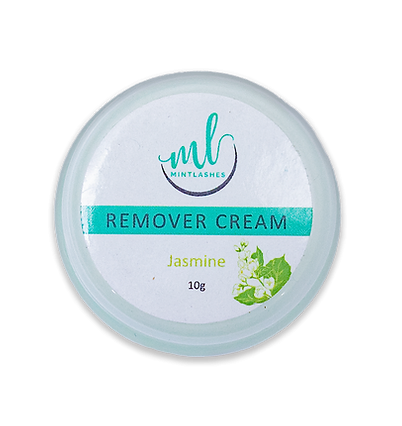 ml
MINTLASHES
REMOVER CREAM
Jasmine
10g